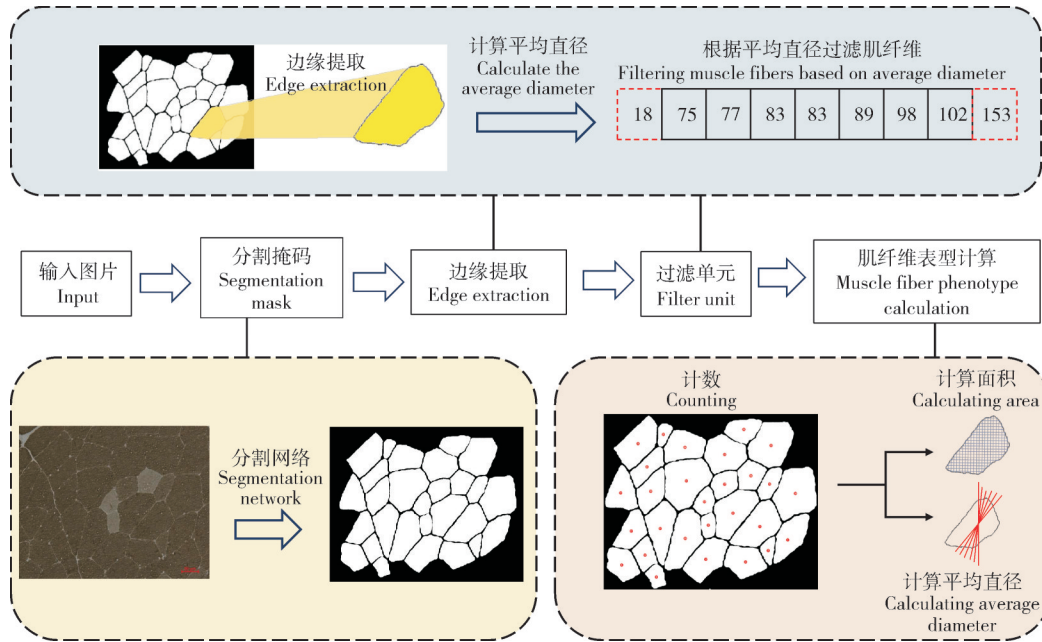 边缘提取
Edge extraction
计算平均直径
Calculate the
average diameter
根据平均直径过滤肌纤维
Filtering muscle fibers based on average diameter
18 75 77 83 83 89 98 102 153
输入图片
Input
分割掩码
Segmentation
mask
边缘提取
Edge extraction
过滤单元
Filter unit
肌纤维表型计算
Muscle fiber phenotype
calculation
分割网络
Segmentation
network
计数
Counting
计算面积
Calculating area
计算平均直径
Calculating average
diameter